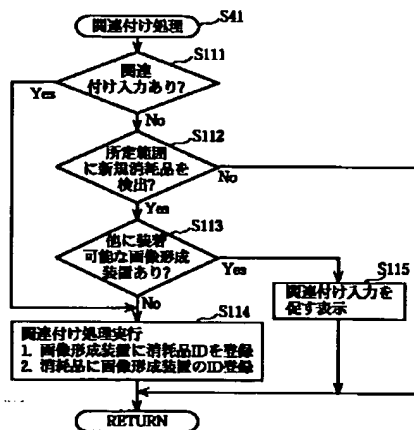 関連付け処理
S41
S111
関連
付け入力あり?
Yes
No
S112
所定範囲
に新規消耗品を
検出?
No
Yes
S113
他に装着
可能な画像形成
装置あり?
Yes
No
S115
関連付け入力を
促す表示
S114
関連付け処理実行
1. 画像形成装置に消耗品IDを登録
2. 消耗品に画像形成装置のID登録
RETURN